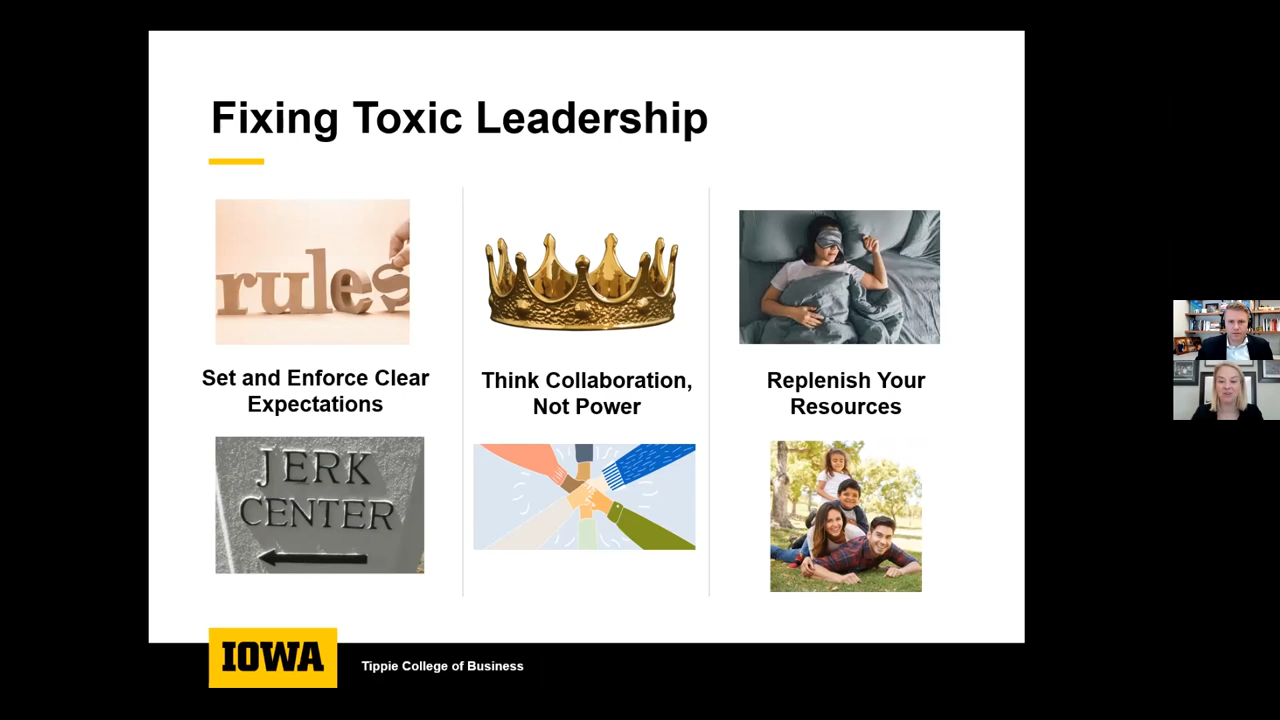 Fixing Toxic Leadership
rules
Set and Enforce Clear
Expectations
JERK
CENTER
Think Collaboration,
Not Power
Replenish Your
Resources
IOWA
Tippie College of Business